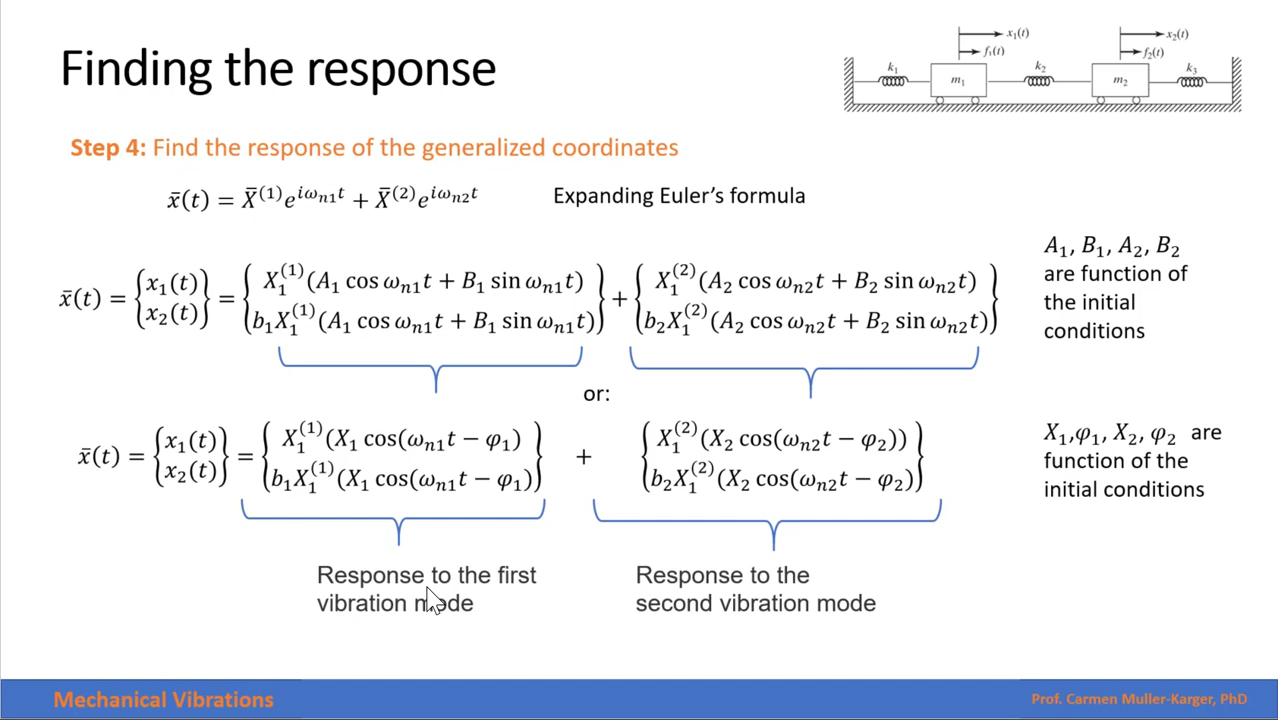 Finding the response
x₁(t)
x₂(t)
f₁(t)
f₂(t)
k₁
k₂
k₃
m₁
m₂
Step 4: Find the response of the generalized coordinates
x̄(t) = X̄⁽¹⁾e^{iω_{n1}t} + X̄⁽²⁾e^{iω_{n2}t}
Expanding Euler’s formula
x̄(t) = {x₁(t) x₂(t)} = {X₁⁽¹⁾(A₁ cos ω_{n1}t + B₁ sin ω_{n1}t) b₁X₁⁽¹⁾(A₁ cos ω_{n1}t + B₁ sin ω_{n1}t)} + {X₁⁽²⁾(A₂ cos ω_{n2}t + B₂ sin ω_{n2}t) b₂X₁⁽²⁾(A₂ cos ω_{n2}t + B₂ sin ω_{n2}t)}
A₁, B₁, A₂, B₂
are function of
the initial
conditions
or:
x̄(t) = {x₁(t) x₂(t)} = {X₁⁽¹⁾(X₁ cos(ω_{n1}t − φ₁) b₁X₁⁽¹⁾(X₁ cos(ω_{n1}t − φ₁)} + {X₁⁽²⁾(X₂ cos(ω_{n2}t − φ₂)) b₂X₁⁽²⁾(X₂ cos(ω_{n2}t − φ₂)}
X₁,φ₁, X₂, φ₂ are
function of the
initial conditions
Response to the first
vibration mode
Response to the
second vibration mode
Mechanical Vibrations
Prof. Carmen Muller-Karger, PhD